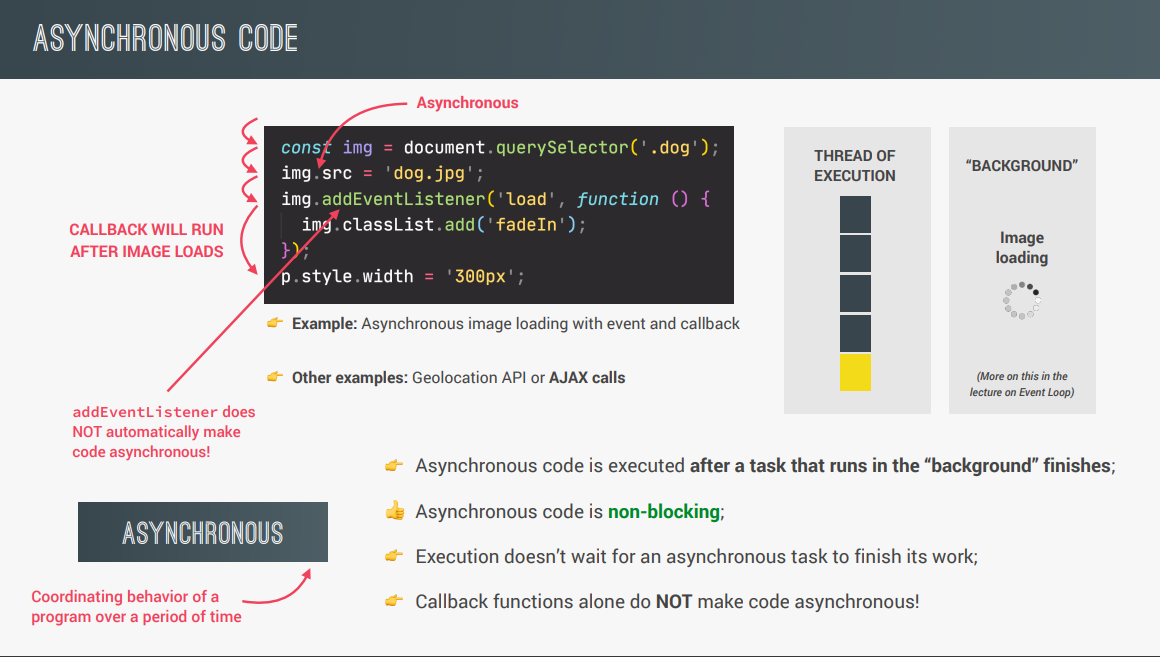 ASYNCHRONOUS CODE
Asynchronous
const img = document.querySelector('.dog');
img.src = 'dog.jpg';
img.addEventListener('load', function () {
img.classList.add('fadeIn');
});
p.style.width = '300px';
CALLBACK WILL RUN
AFTER IMAGE LOADS
👉 Example: Asynchronous image loading with event and callback
👉 Other examples: Geolocation API or AJAX calls
addEventListener does
NOT automatically make
code asynchronous!
THREAD OF
EXECUTION
“BACKGROUND”
Image
loading
(More on this in the
lecture on Event Loop)
👉 Asynchronous code is executed after a task that runs in the “background” finishes;
👍 Asynchronous code is non-blocking;
👉 Execution doesn’t wait for an asynchronous task to finish its work;
👉 Callback functions alone do NOT make code asynchronous!
ASYNCHRONOUS
Coordinating behavior of a
program over a period of time